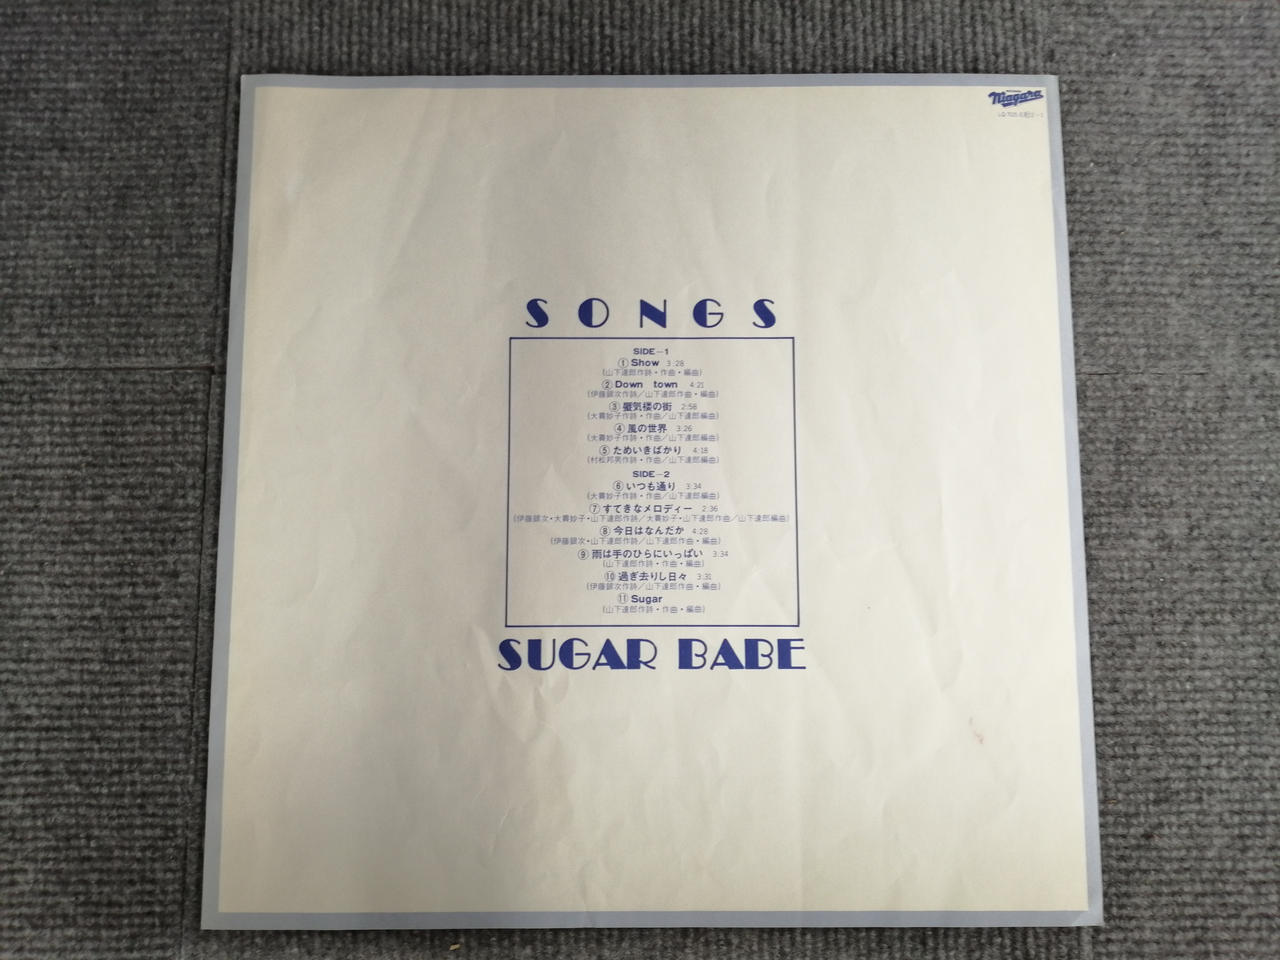 Niagara
SONGS
SIDE-1
① Show 3:28
(山下達郎作詩・作曲・編曲)
② Down town 4:21
(伊藤銀次作詩/山下達郎作曲・編曲)
③ 蜃気楼の街 2:58
(大貫妙子作詩・作曲/山下達郎編曲)
④ 風の世界 3:26
(大貫妙子作詩・作曲/山下達郎編曲)
⑤ ためいきばかり 4:18
(村松邦男作詩・作曲/山下達郎編曲)
SIDE-2
⑥ いつも通り 3:34
(大貫妙子作詩・作曲/山下達郎編曲)
⑦ すてきなメロディー 2:36
(伊藤銀次・大貫妙子・山下達郎作詩/大貫妙子・山下達郎作曲/山下達郎編曲)
⑧ 今日はなんだか 4:28
(伊藤銀次・山下達郎作詩/山下達郎作曲・編曲)
⑨ 雨は手のひらにいっぱい 3:34
(山下達郎作詩・作曲・編曲)
⑩ 過ぎ去りし日々 3:31
(伊藤銀次作詩/山下達郎作曲・編曲)
⑪ Sugar
(山下達郎作詩・作曲・編曲)
SUGAR BABE